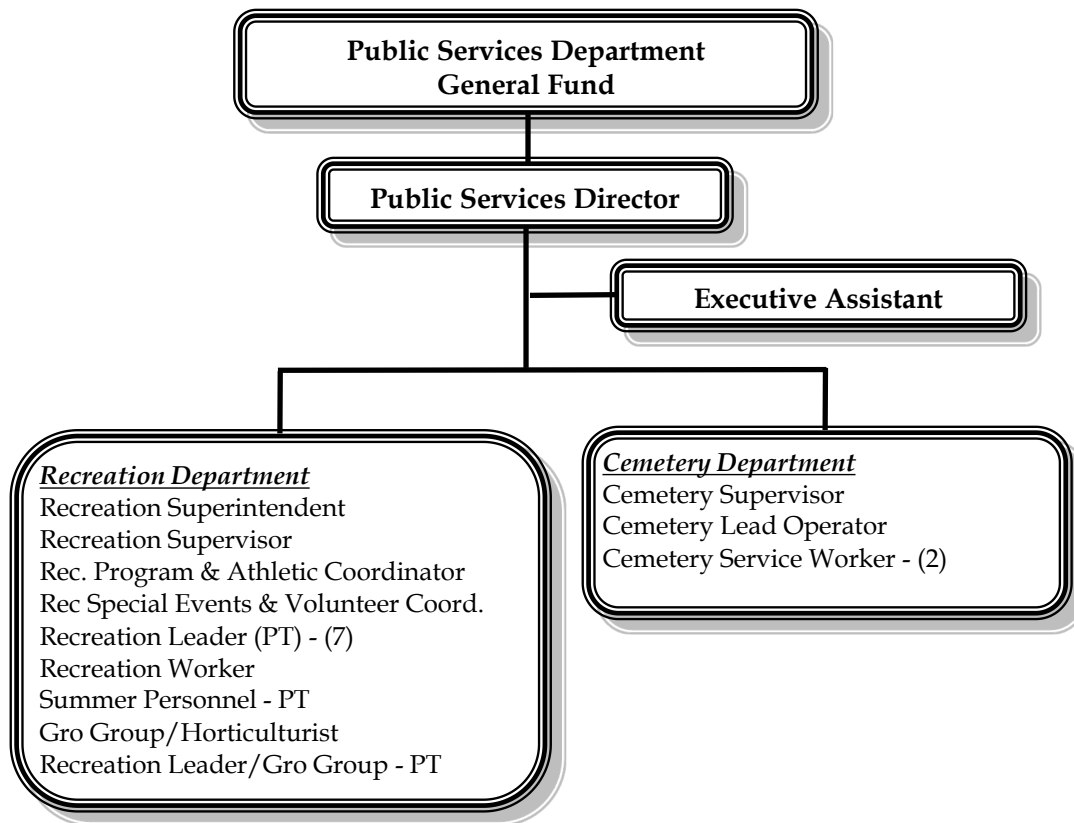 Public Services Department
General Fund
Public Services Director
Executive Assistant
Recreation Department
Recreation Superintendent
Recreation Supervisor
Rec. Program & Athletic Coordinator
Rec Special Events & Volunteer Coord.
Recreation Leader (PT) - (7)
Recreation Worker
Summer Personnel - PT
Gro Group/Horticulturist
Recreation Leader/Gro Group - PT
Cemetery Department
Cemetery Supervisor
Cemetery Lead Operator
Cemetery Service Worker - (2)